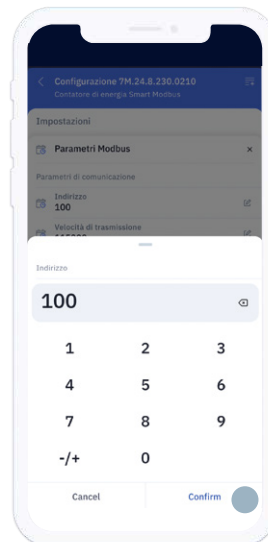 Configurazione 7M.24.8.230.0210
Contatore di energia Smart Modbus
Impostazioni
Parametri Modbus
Parametri di comunicazione
Indirizzo
100
Velocità di trasmissione
Indirizzo
100
1 2 3
4 5 6
7 8 9
-/+ 0
Cancel Confirm